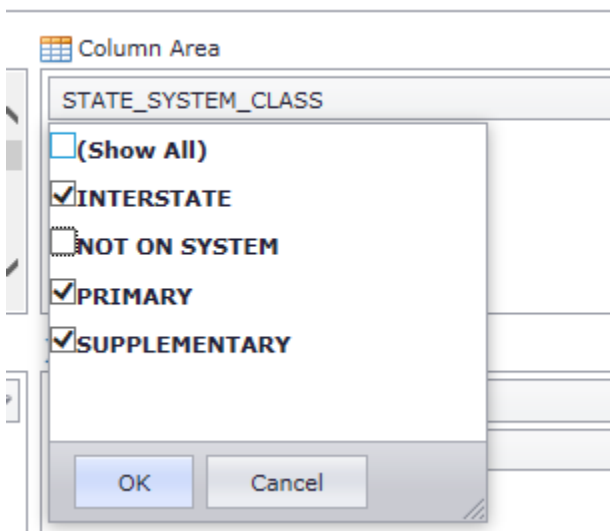 Column Area
STATE_SYSTEM_CLASS
(Show All)
INTERSTATE
NOT ON SYSTEM
PRIMARY
SUPPLEMENTARY
OK Cancel